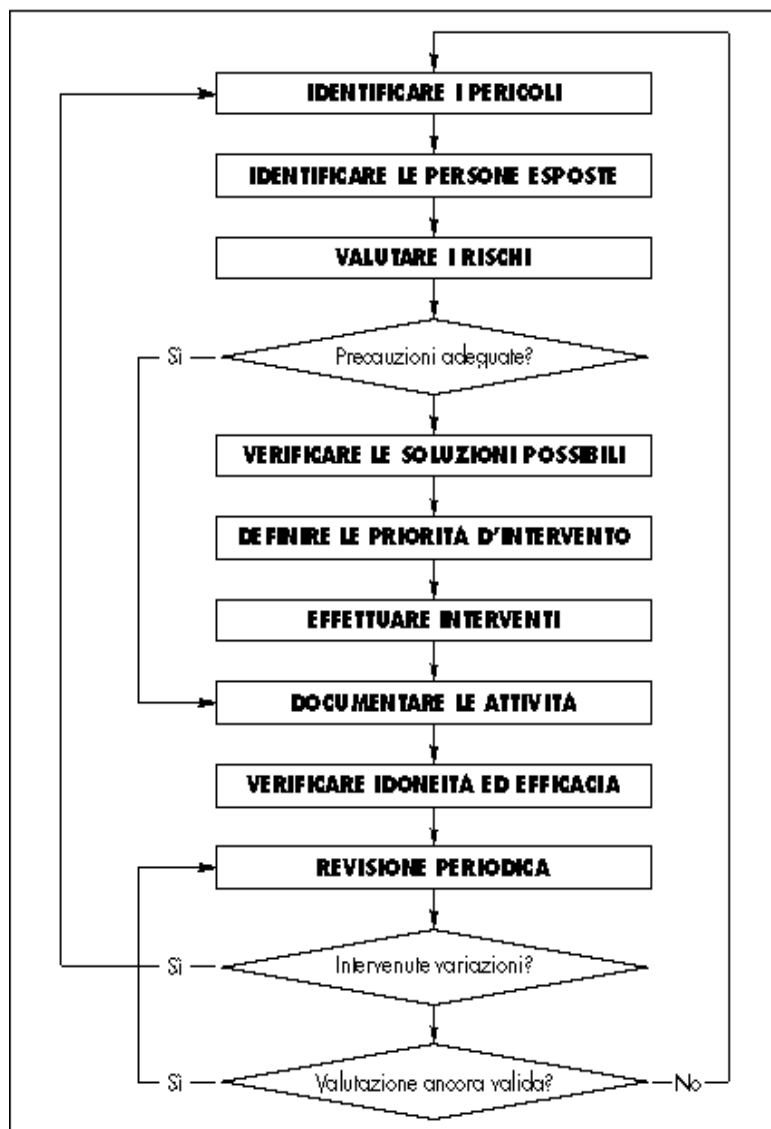 IDENTIFICARE I PERICOLI
IDENTIFICARE LE PERSONE ESPOSTE
VALUTARE I RISCHI
Sì
Precauzioni adeguate?
VERIFICARE LE SOLUZIONI POSSIBILI
DEFINIRE LE PRIORITÀ D'INTERVENTO
EFFETTUARE INTERVENTI
DOCUMENTARE LE ATTIVITÀ
VERIFICARE IDONEITÀ ED EFFICACIA
REVISIONE PERIODICA
Sì
Intervenute variazioni?
Sì
Valutazione ancora valida?
No